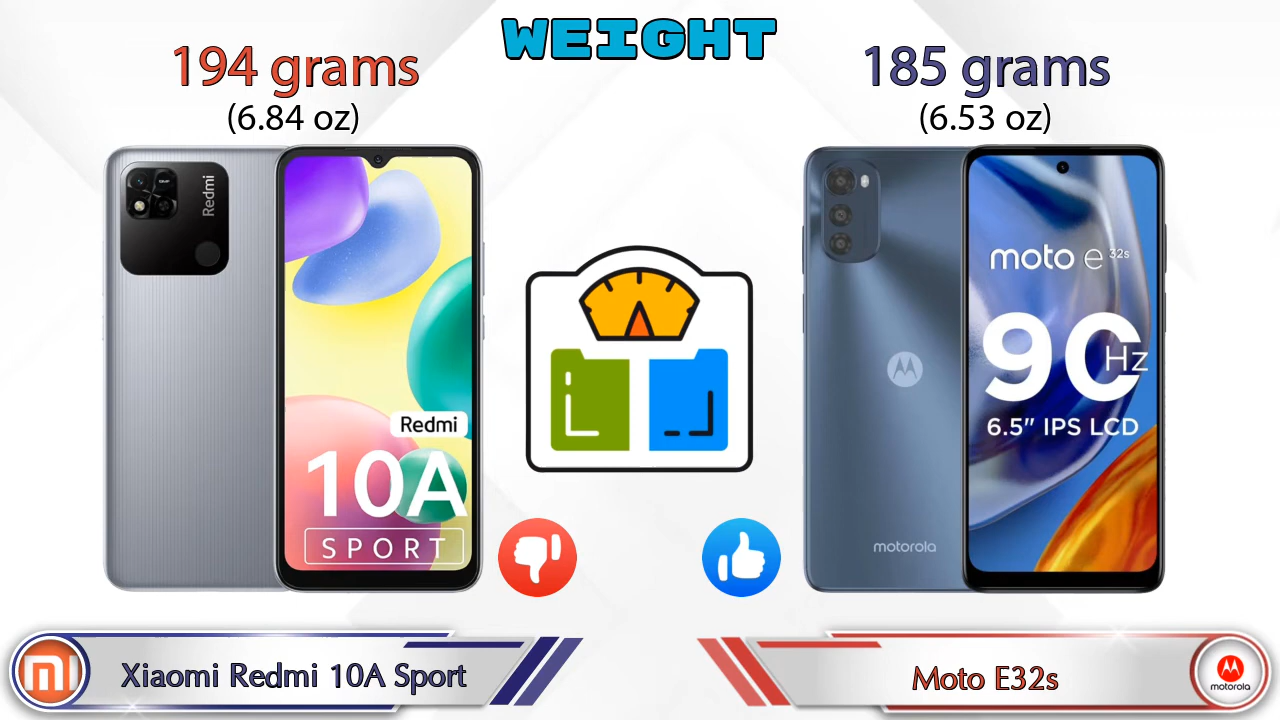 WEIGHT
194 grams
(6.84 oz)
185 grams
(6.53 oz)
Redmi
Redmi
10A
SPORT
moto e 32s
90Hz
6.5" IPS LCD
motorola
Xiaomi Redmi 10A Sport
Moto E32s
motorola